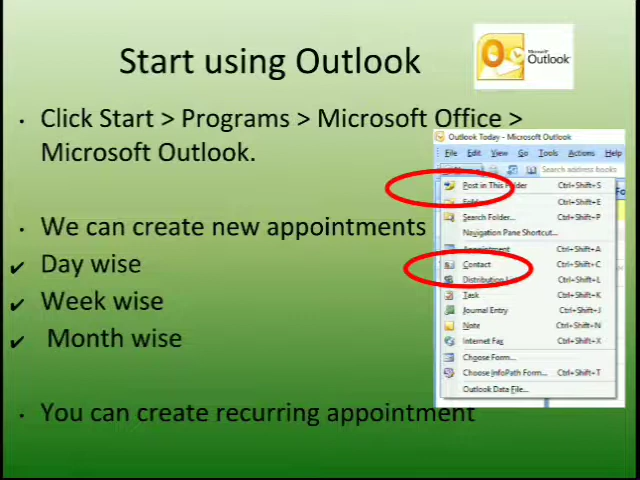 Start using Outlook
Microsoft
Outlook
• Click Start > Programs > Microsoft Office >
Microsoft Outlook.
• We can create new appointments
✔ Day wise
✔ Week wise
✔ Month wise
• You can create recurring appointment
Outlook Today - Microsoft Outlook
File Edit View Go Tools Actions Help
Search address books
Post in This Folder Ctrl+Shift+S
Ctrl+Shift+E
Search Folder... Ctrl+Shift+P
Navigation Pane Shortcut...
Appointment Ctrl+Shift+A
Contact Ctrl+Shift+C
Distribution Ctrl+Shift+L
Task Ctrl+Shift+K
Journal Entry Ctrl+Shift+J
Note Ctrl+Shift+N
Internet Fax Ctrl+Shift+X
Choose Form...
Choose InfoPath Form... Ctrl+Shift+T
Outlook Data File...